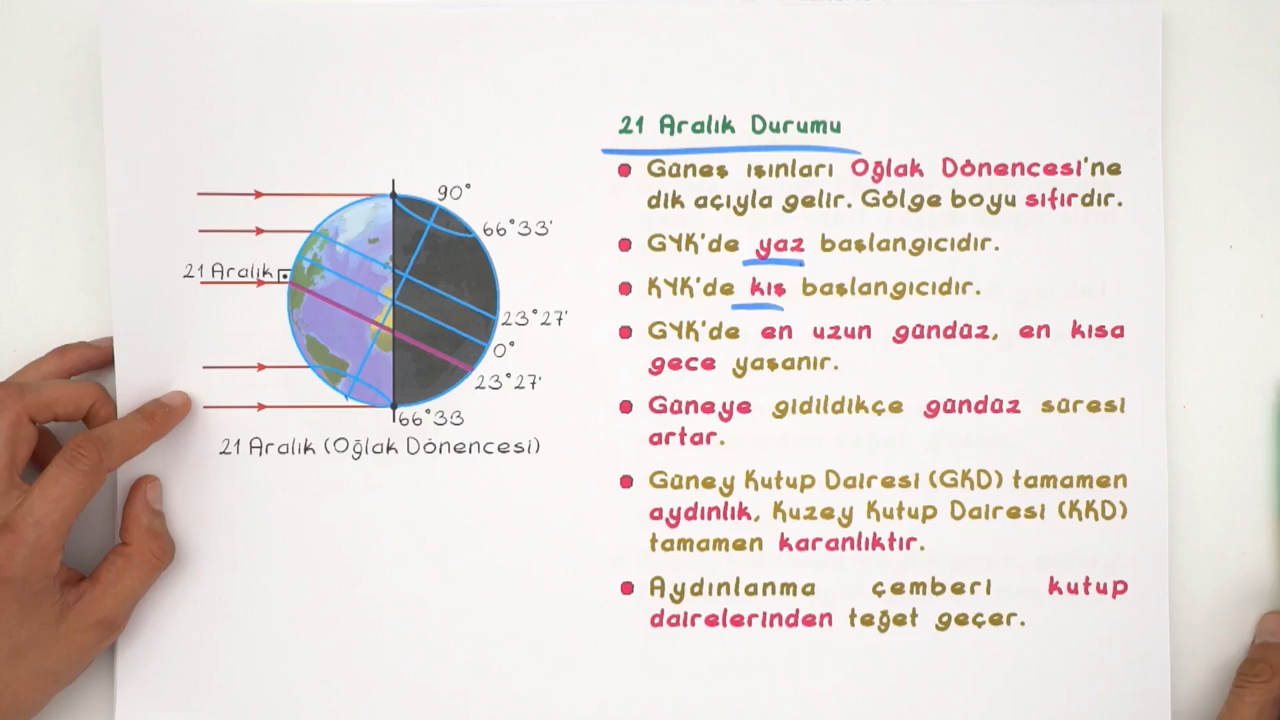 21 Aralık Durumu
Güneş ışınları Oğlak Dönencesi'ne
dik açıyla gelir. Gölge boyu sıfırdır.
GYK'de yaz başlangıcıdır.
KYK'de kış başlangıcıdır.
GYK'de en uzun gündüz, en kısa
gece yaşanır.
Güneye gidildikçe gündüz süresi
artar.
Güney Kutup Dairesi (GKD) tamamen
aydınlık, Kuzey Kutup Dairesi (KKD)
tamamen karanlıktır.
Aydınlanma çemberi kutup
dairelerinden teğet geçer.
90°
66°33'
21 Aralık
23°27'
0°
23°27'
66°33
21 Aralık (Oğlak Dönencesi)